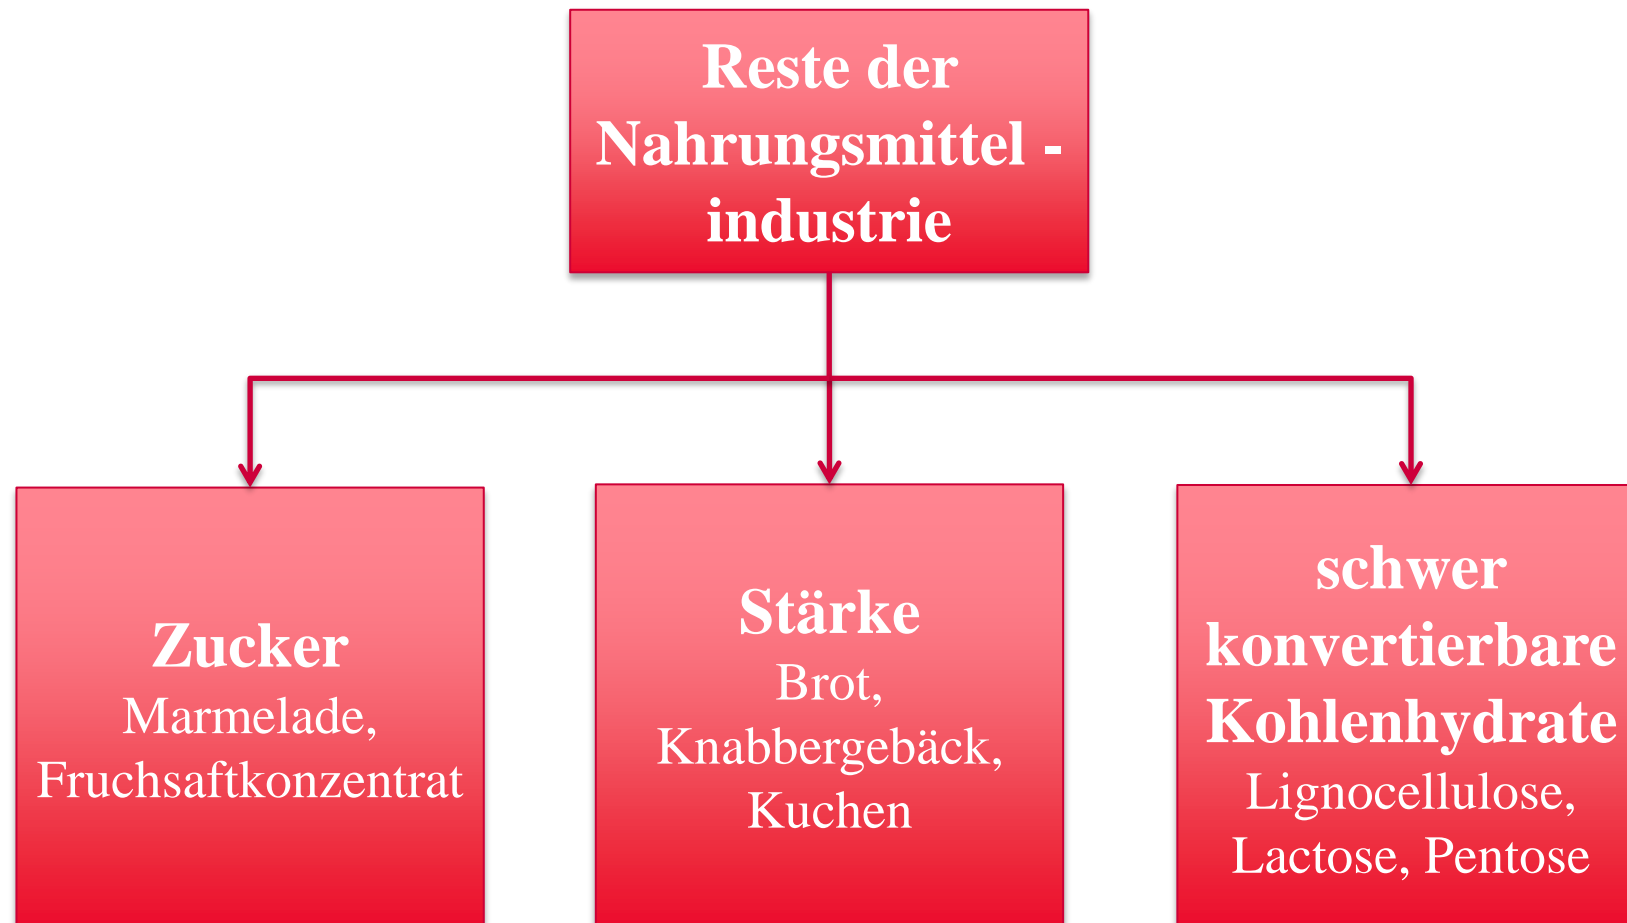 Reste der
Nahrungsmittel -
industrie
Zucker
Marmelade,
Fruchsaftkonzentrat
Stärke
Brot,
Knabbergebäck,
Kuchen
schwer
konvertierbare
Kohlenhydrate
Lignocellulose,
Lactose, Pentose